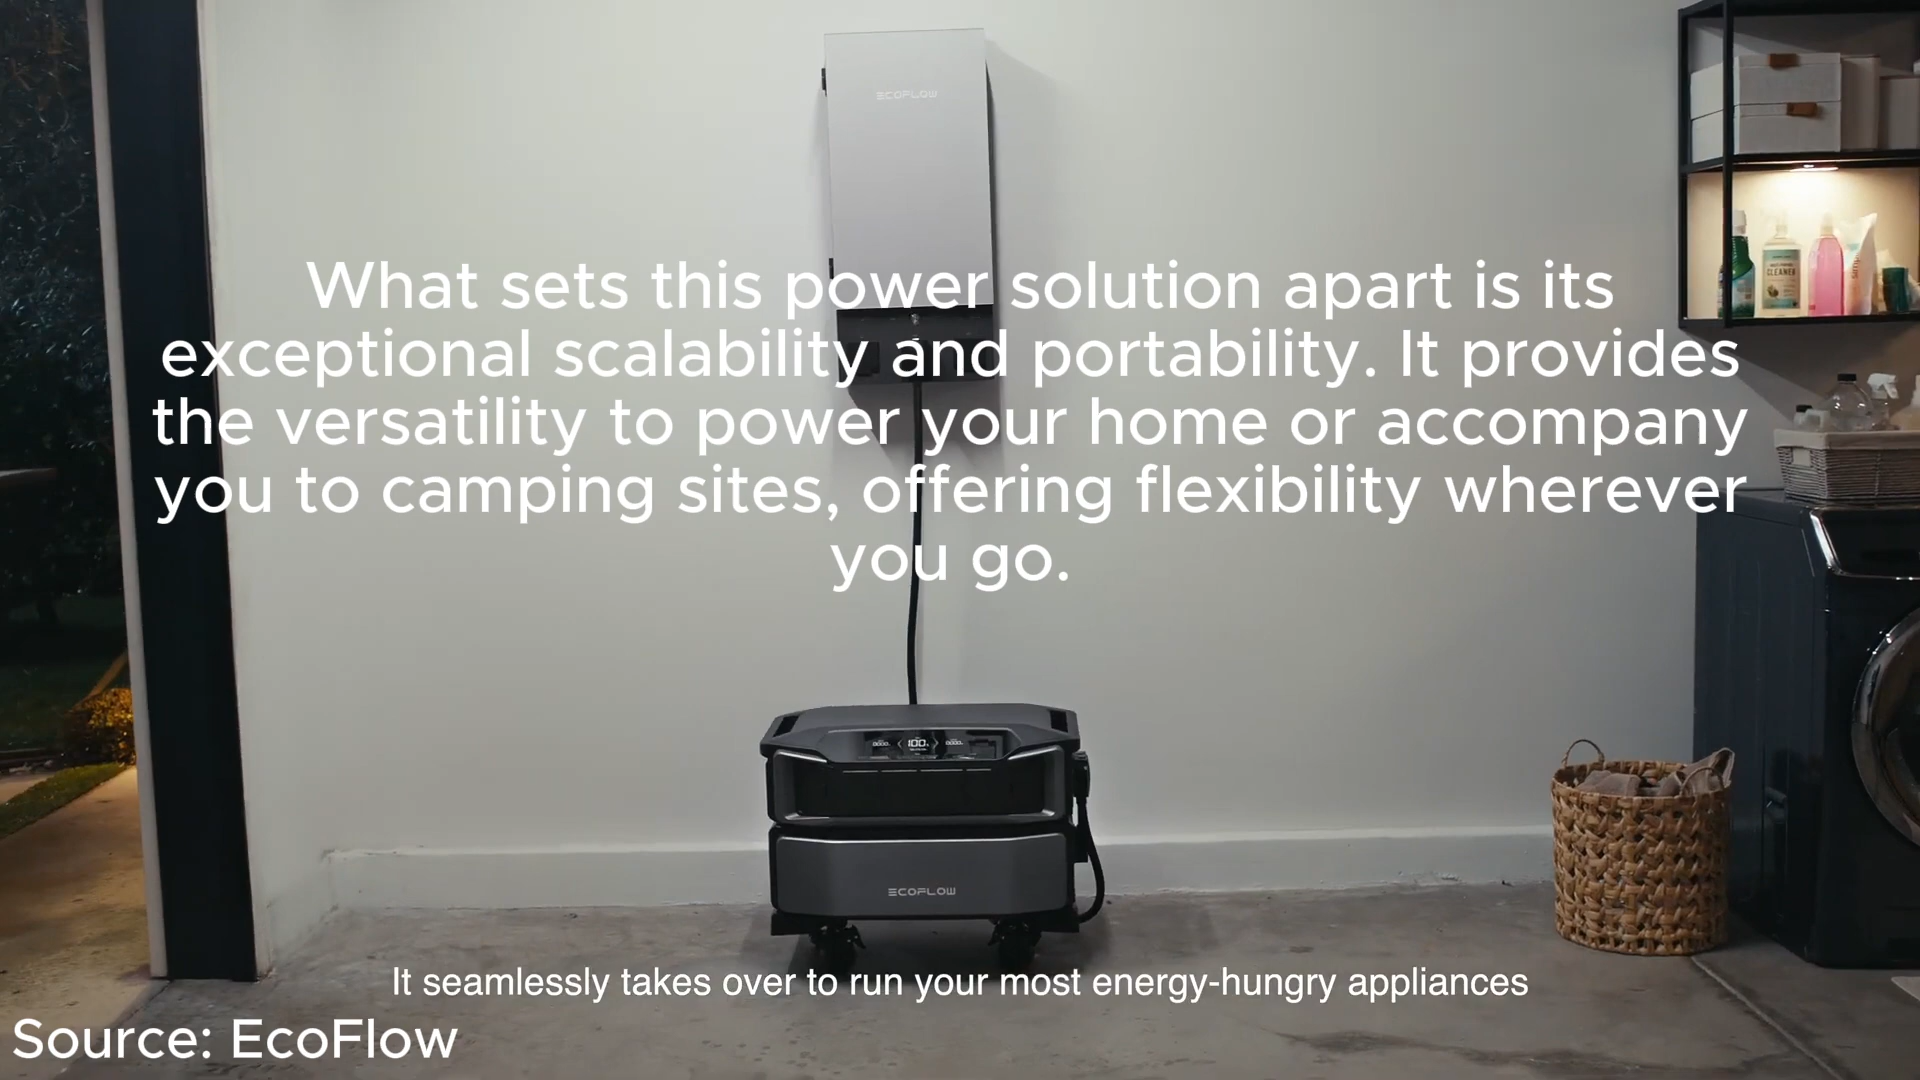 ECOFLOW
What sets this power solution apart is its
exceptional scalability and portability. It provides
the versatility to power your home or accompany
you to camping sites, offering flexibility wherever
you go.
100
ECOFLOW
It seamlessly takes over to run your most energy-hungry appliances
Source: EcoFlow
CLEANER